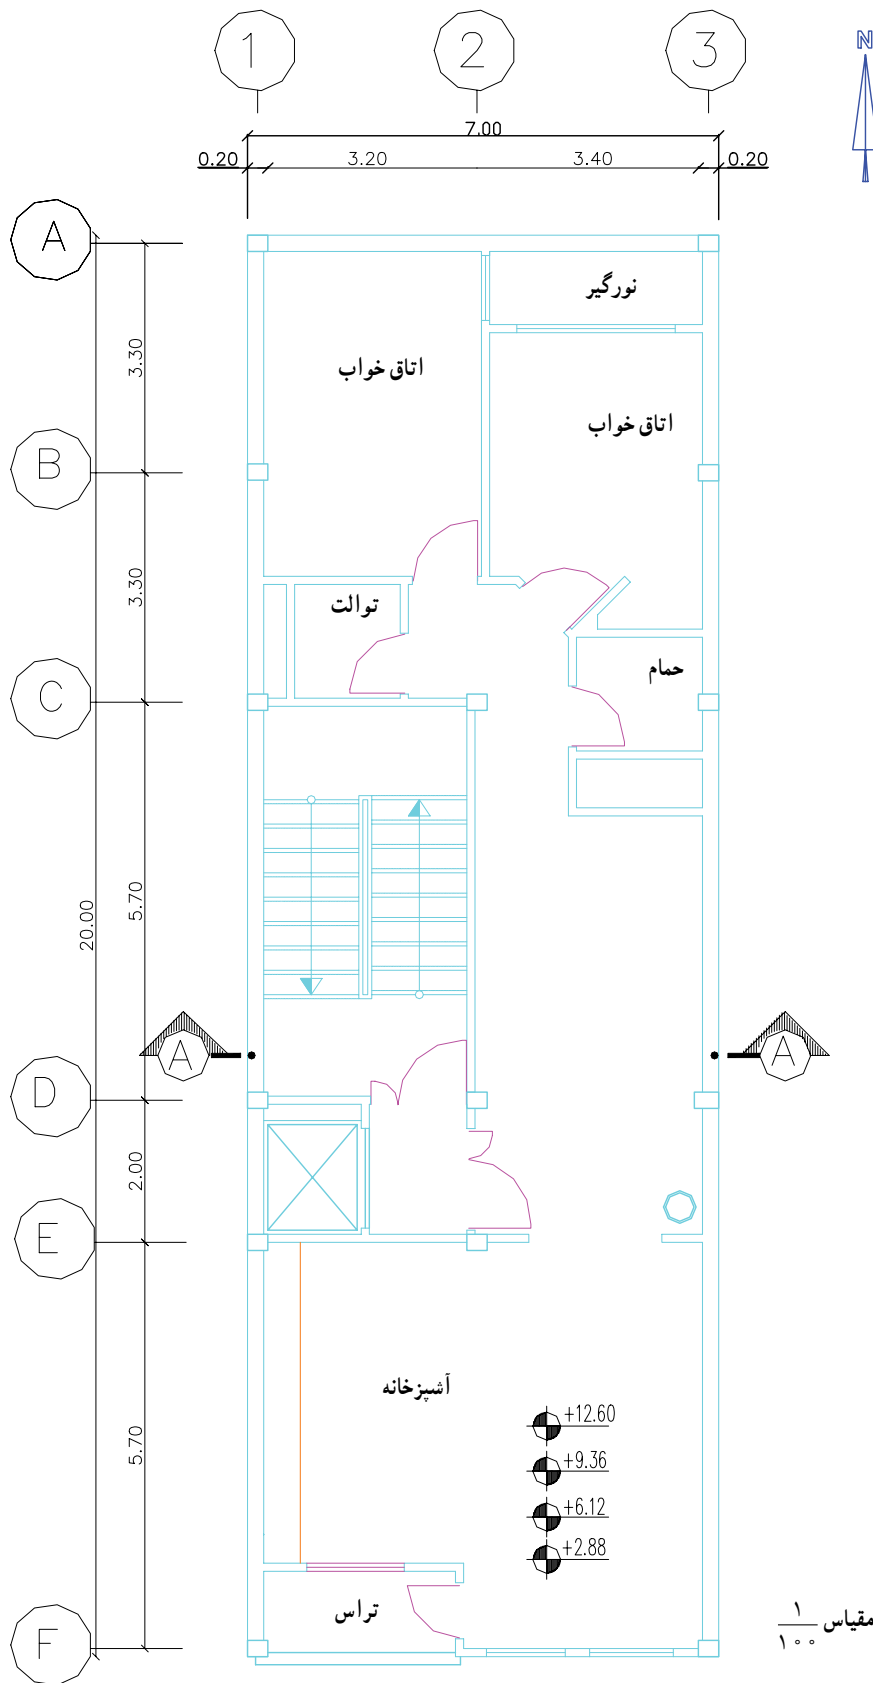 1 2 3
N
7.00
0.20 3.20 3.40 0.20
A
نورگیر
3.30
اتاق خواب
اتاق خواب
B
3.30
توالت
حمام
C
5.70
20.00
A A
D
2.00
E
آشپزخانه
+12.60
5.70
+9.36
+6.12
+2.88
تراس
مقیاس ۱/۱۰۰
F